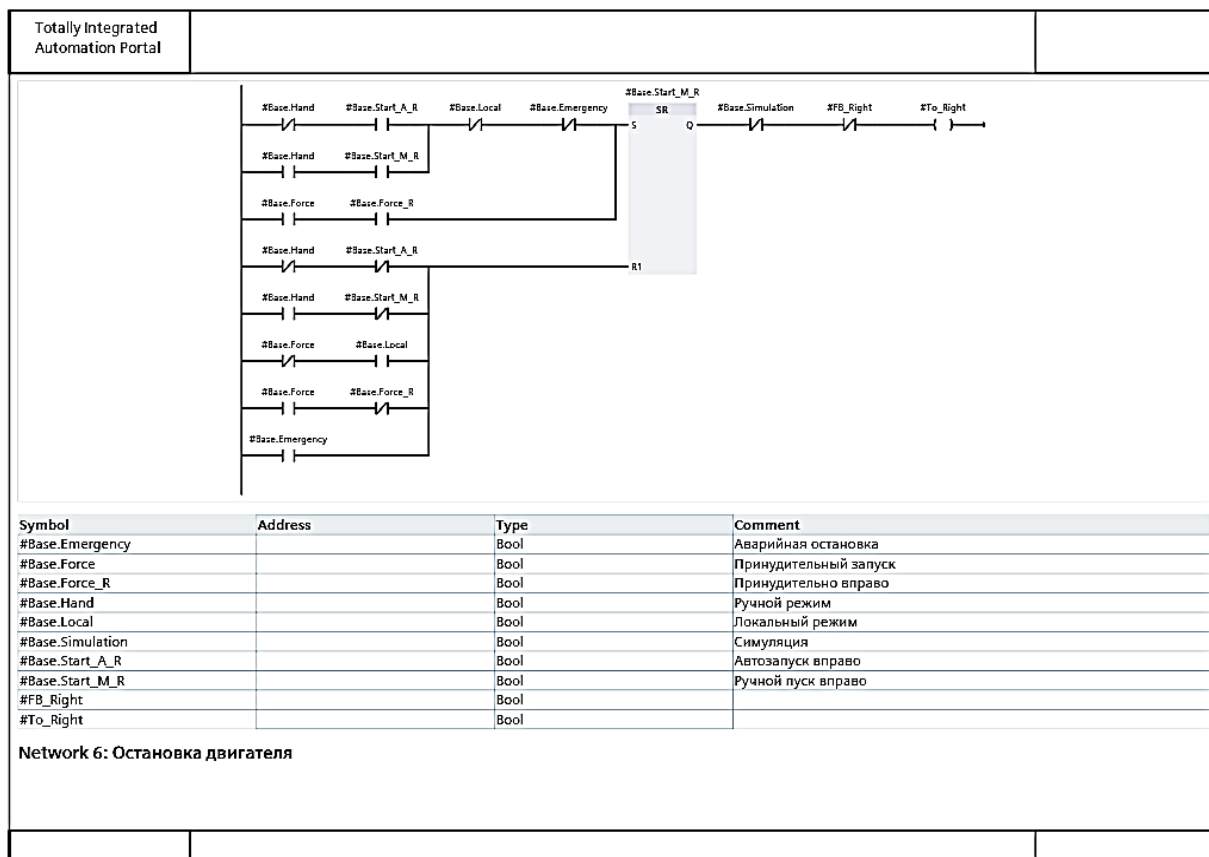 Totally Integrated
Automation Portal
#Base.Start_M_R
#Base.Hand #Base.Start_A_R #Base.Local #Base.Emergency SR #Base.Simulation #FB_Right #To_Right
S Q
#Base.Hand #Base.Start_M_R
#Base.Force #Base.Force_R
#Base.Hand #Base.Start_A_R
R1
#Base.Hand #Base.Start_M_R
#Base.Force #Base.Local
#Base.Force #Base.Force_R
#Base.Emergency
Symbol Address Type Comment
#Base.Emergency Bool Аварийная остановка
#Base.Force Bool Принудительный запуск
#Base.Force_R Bool Принудительно вправо
#Base.Hand Bool Ручной режим
#Base.Local Bool Локальный режим
#Base.Simulation Bool Симуляция
#Base.Start_A_R Bool Автозапуск вправо
#Base.Start_M_R Bool Ручной пуск вправо
#FB_Right Bool
#To_Right Bool
Network 6: Остановка двигателя